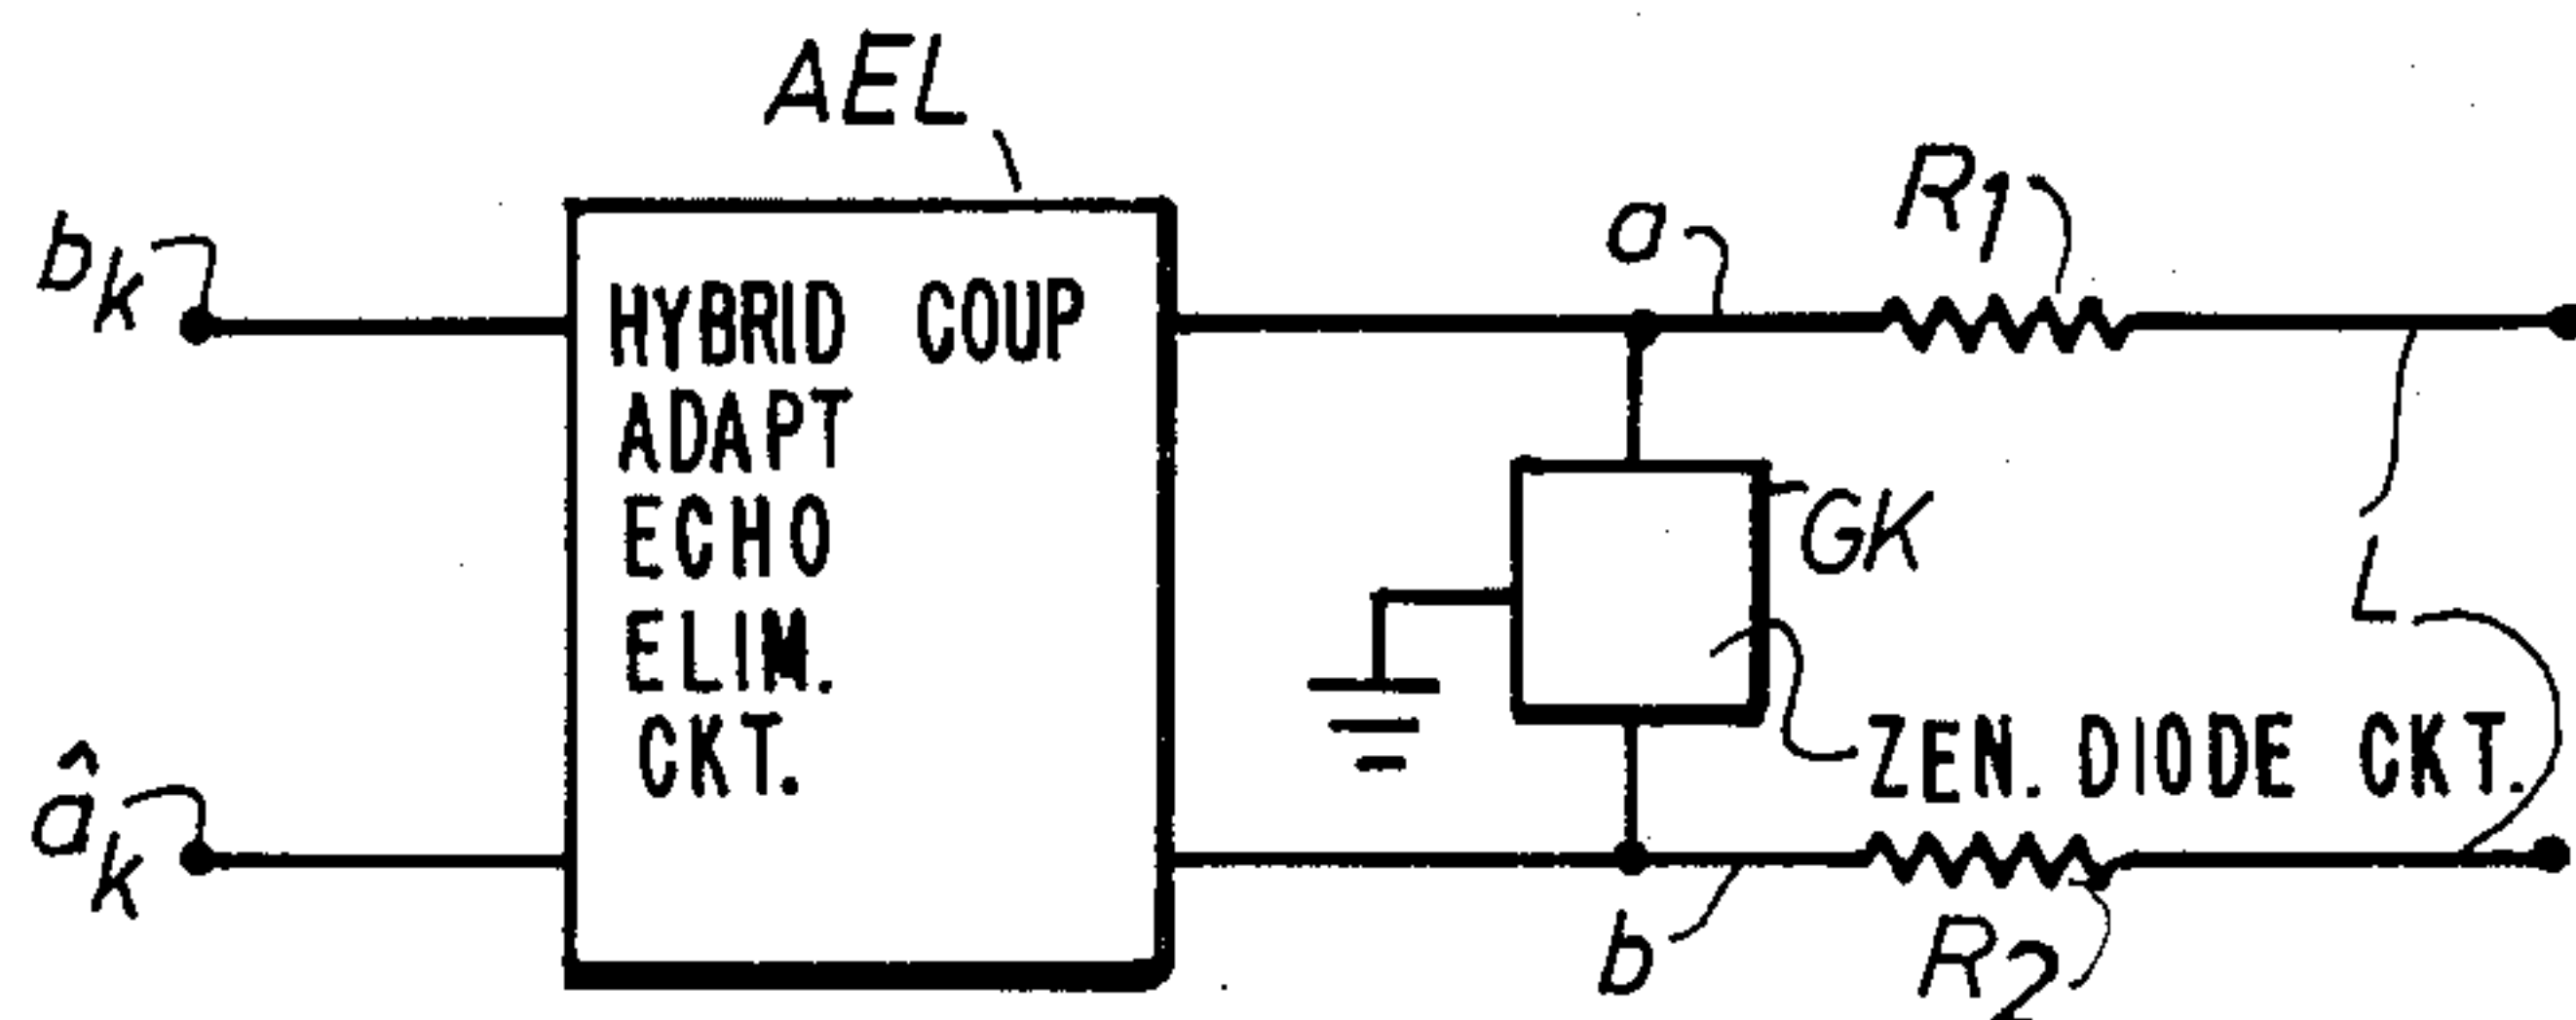 AEL
b_k
HYBRID COUP
ADAPT
ECHO
ELIM.
CKT.
â_k
a
R1
GK
L
ZEN. DIODE CKT.
b
R2